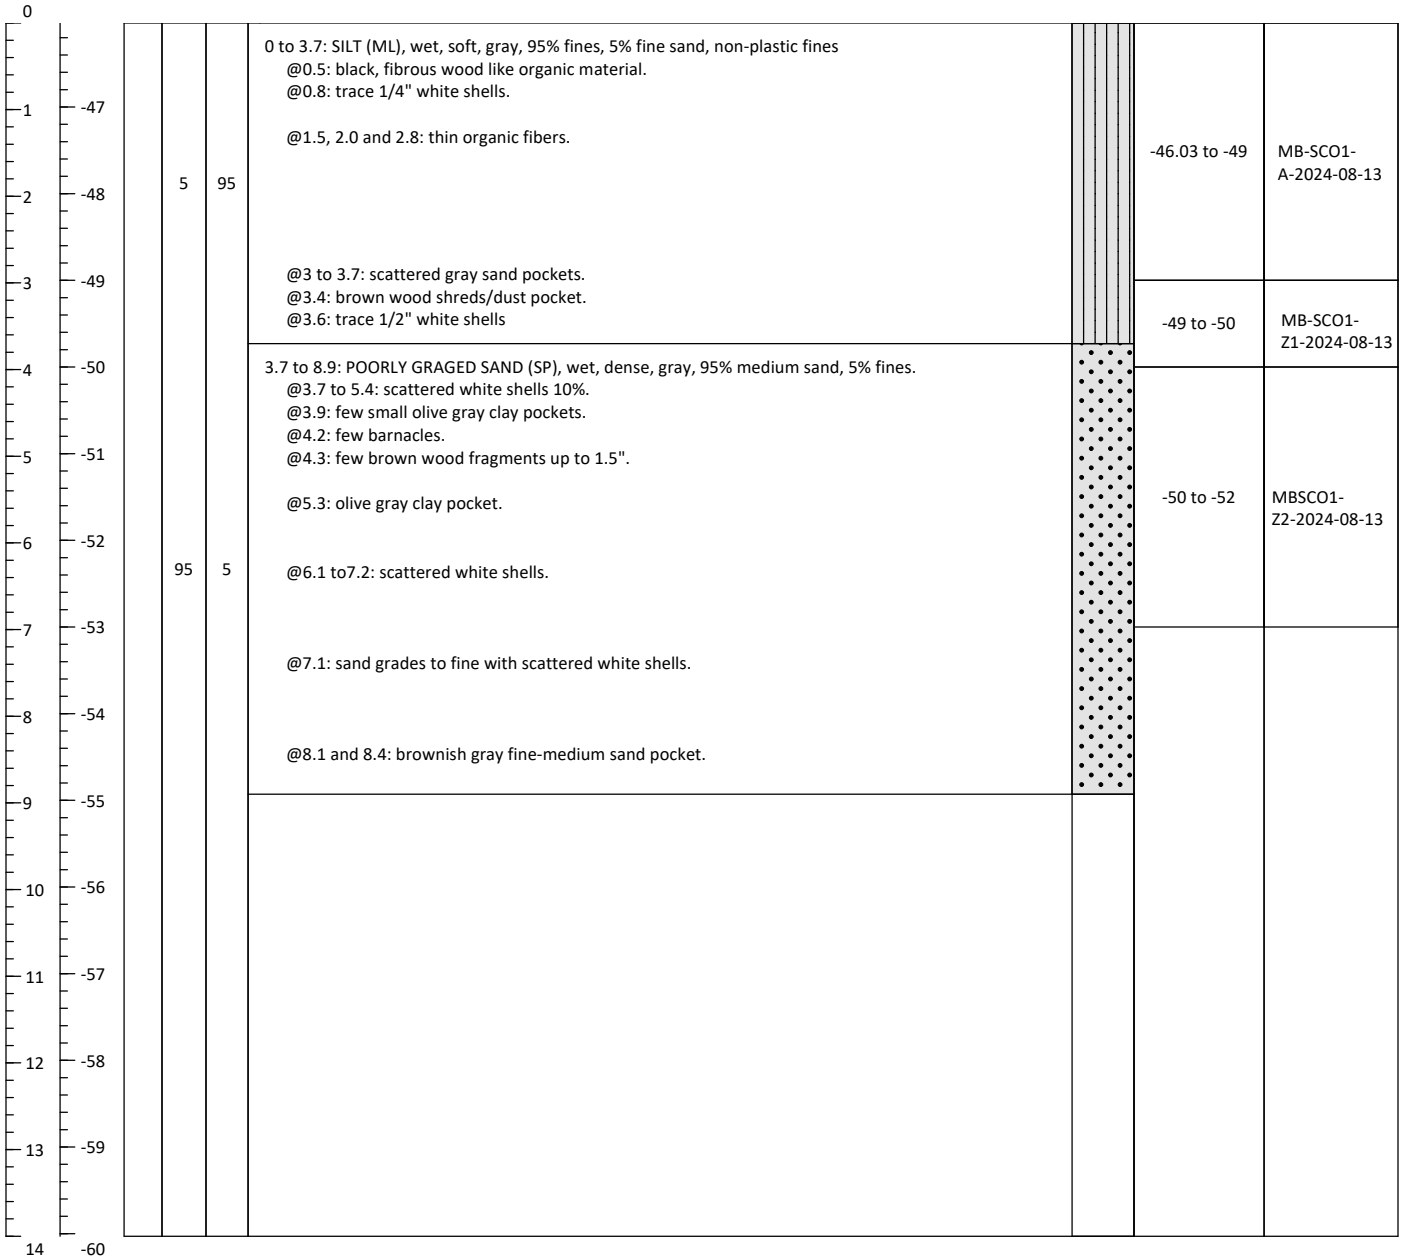 0
0 to 3.7: SILT (ML), wet, soft, gray, 95% fines, 5% fine sand, non-plastic fines
@0.5: black, fibrous wood like organic material.
@0.8: trace 1/4" white shells.
1
-47
@1.5, 2.0 and 2.8: thin organic fibers.
-46.03 to -49
MB-SCO1-
A-2024-08-13
5
95
2
-48
@3 to 3.7: scattered gray sand pockets.
3
-49
@3.4: brown wood shreds/dust pocket.
@3.6: trace 1/2" white shells
-49 to -50
MB-SCO1-
Z1-2024-08-13
4
-50
3.7 to 8.9: POORLY GRAGED SAND (SP), wet, dense, gray, 95% medium sand, 5% fines.
@3.7 to 5.4: scattered white shells 10%.
@3.9: few small olive gray clay pockets.
@4.2: few barnacles.
5
-51
@4.3: few brown wood fragments up to 1.5".
@5.3: olive gray clay pocket.
-50 to -52
MBSCO1-
Z2-2024-08-13
6
-52
95
5
@6.1 to7.2: scattered white shells.
7
-53
@7.1: sand grades to fine with scattered white shells.
8
-54
@8.1 and 8.4: brownish gray fine-medium sand pocket.
9
-55
10
-56
11
-57
12
-58
13
-59
14
-60